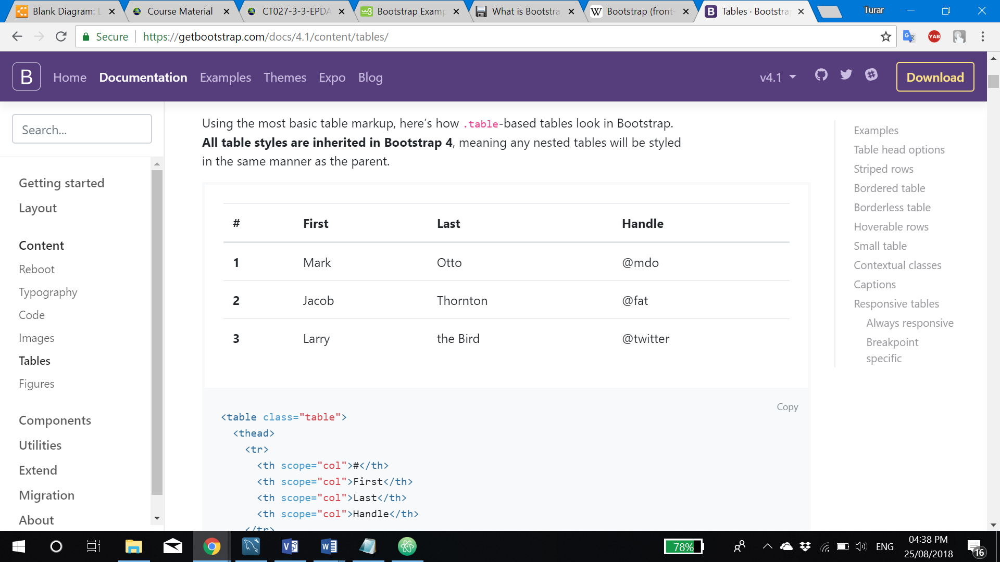 Blank Diagram: L
Course Material
CT027-3-3-EPDA
Bootstrap Examp
What is Bootstra
Bootstrap (front-
Tables · Bootstrap
Turar
Secure
https://getbootstrap.com/docs/4.1/content/tables/
YAB
B
Home
Documentation
Examples
Themes
Expo
Blog
v4.1
Download
Search...
Getting started
Layout
Content
Reboot
Typography
Code
Images
Tables
Figures
Components
Utilities
Extend
Migration
About
Using the most basic table markup, here’s how .table-based tables look in Bootstrap.
All table styles are inherited in Bootstrap 4, meaning any nested tables will be styled
in the same manner as the parent.
# First Last Handle
1 Mark Otto @mdo
2 Jacob Thornton @fat
3 Larry the Bird @twitter
Copy
<table class="table">
<thead>
<tr>
<th scope="col">#</th>
<th scope="col">First</th>
<th scope="col">Last</th>
<th scope="col">Handle</th>
</tr>
Examples
Table head options
Striped rows
Bordered table
Borderless table
Hoverable rows
Small table
Contextual classes
Captions
Responsive tables
Always responsive
Breakpoint
specific
78%
ENG
04:38 PM
25/08/2018
16